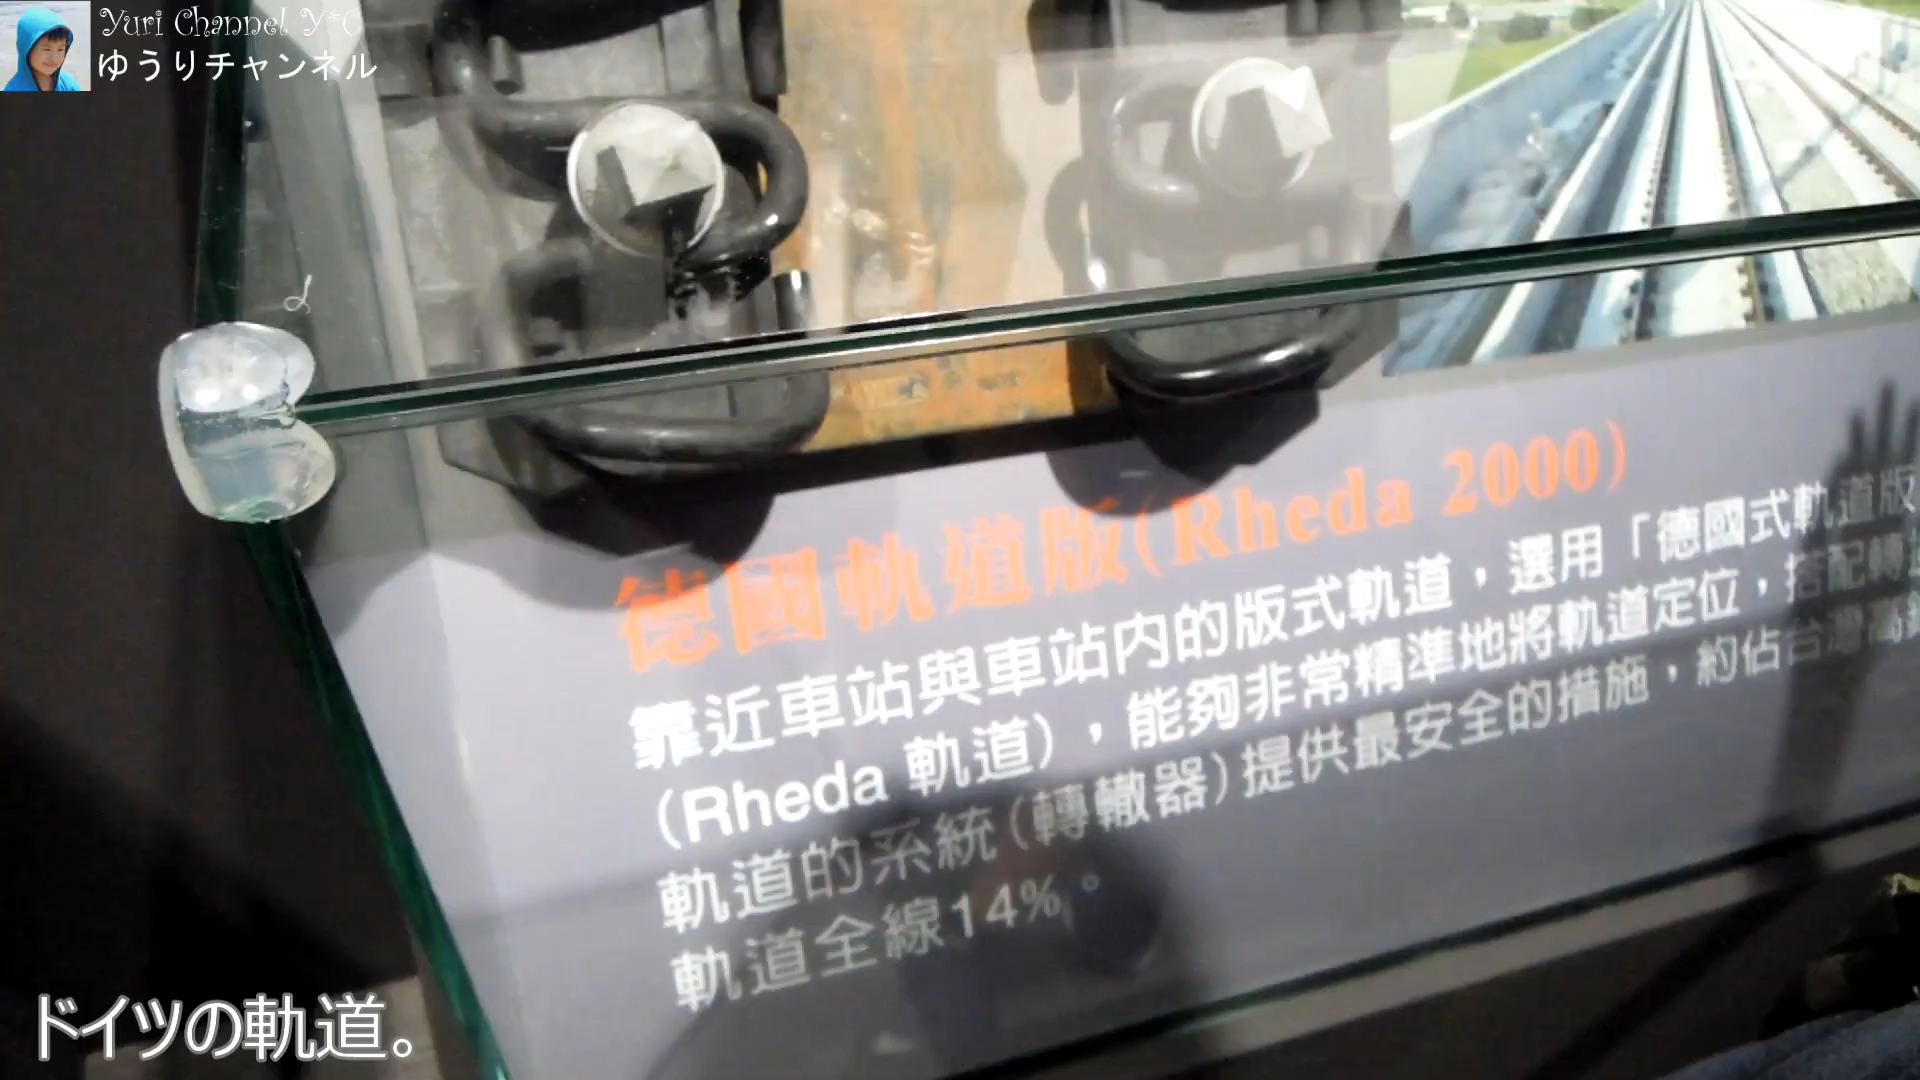 Yuri Channel Y*C
ゆうりチャンネル
德國軌道版(Rheda 2000)
靠近車站與車站內的版式軌道，選用「德國式軌道版
(Rheda 軌道)，能夠非常精準地將軌道定位，搭配轉
軌道的系統(轉轍器)提供最安全的措施，約佔台灣高
軌道全線14%。
ドイツの軌道。